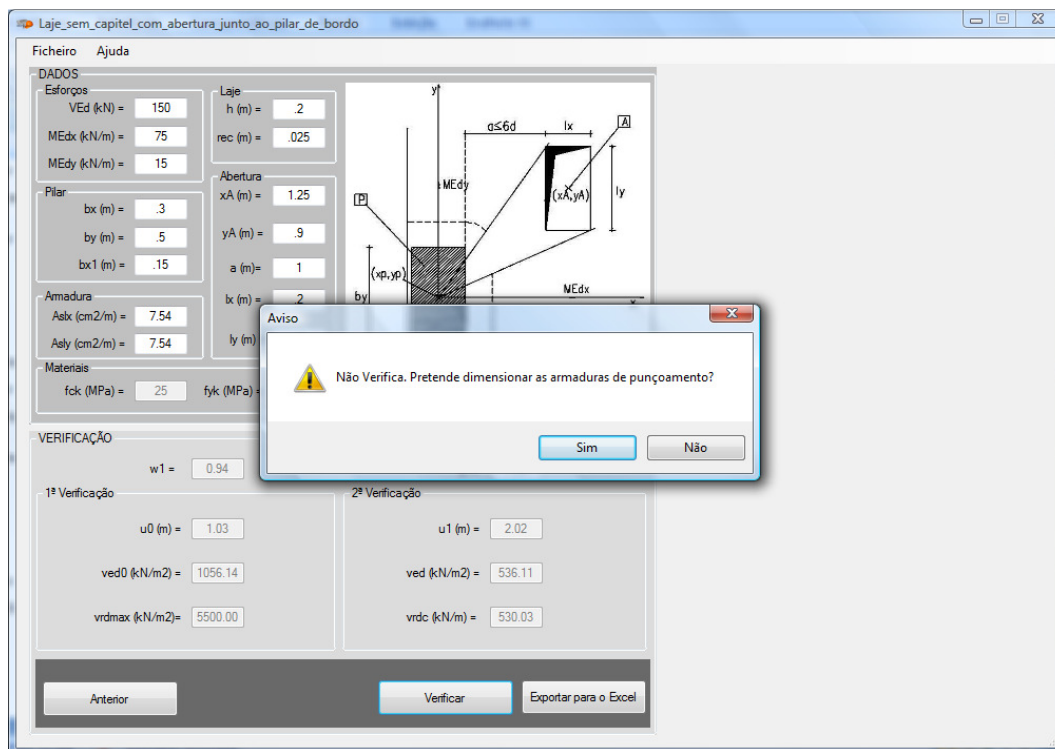 Laje_sem_capitel_com_abertura_junto_ao_pilar_de_bordo
Ficheiro Ajuda
DADOS
Esforços
VEd (kN) = 150
MEdx (kN/m) = 75
MEdy (kN/m) = 15
Laje
h (m) = .2
rec (m) = .025
Pilar
bx (m) = .3
by (m) = .5
bx1 (m) = .15
Abertura
xA (m) = 1.25
yA (m) = .9
a (m)= 1
lx (m) = .2
ly (m)
Armadura
Aslx (cm2/m) = 7.54
Asly (cm2/m) = 7.54
Materiais
fck (MPa) = 25
fyk (MPa) =
y
a≤6d
lx
A
MEdy
(xA,yA)
ly
P
(xp,yp)
by
MEdx
x
Aviso
Não Verifica. Pretende dimensionar as armaduras de punçoamento?
Sim
Não
VERIFICAÇÃO
w1 = 0.94
1ª Verificação
u0 (m) = 1.03
ved0 (kN/m2) = 1056.14
vrdmax (kN/m2)= 5500.00
2ª Verificação
u1 (m) = 2.02
ved (kN/m2) = 536.11
vrdc (kN/m) = 530.03
Anterior
Verificar
Exportar para o Excel